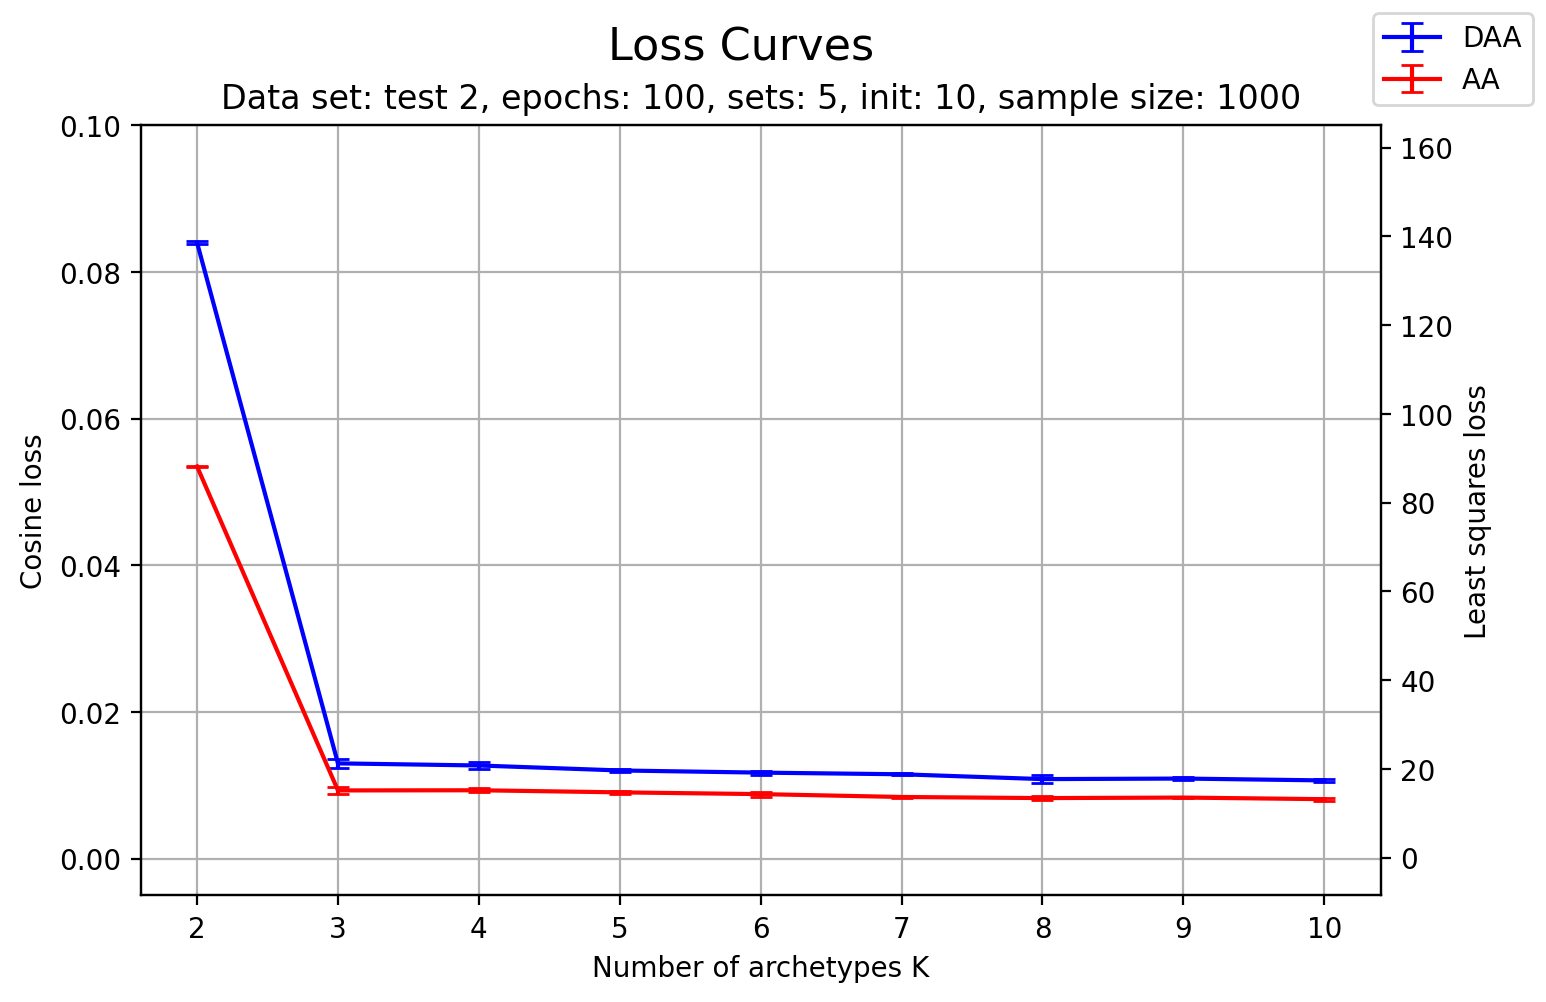 Loss Curves
DAA
AA
Data set: test 2, epochs: 100, sets: 5, init: 10, sample size: 1000
0.10
0.08
0.06
0.04
0.02
0.00
Cosine loss
160
140
120
100
80
60
40
20
0
Least squares loss
2 3 4 5 6 7 8 9 10
Number of archetypes K